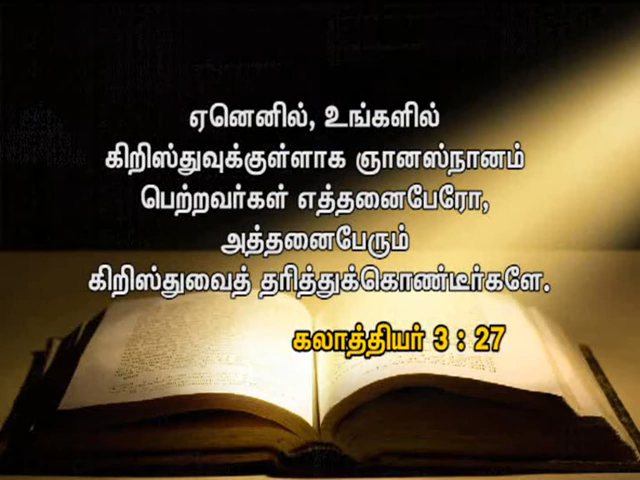 ஏனெனில், உங்களில்
கிறிஸ்துவுக்குள்ளாக ஞானஸ்நானம்
பெற்றவர்கள் எத்தனைபேரோ,
அத்தனைபேரும்
கிறிஸ்துவைத் தரித்துக்கொண்டீர்களே.
கலாத்தியர் 3 : 27